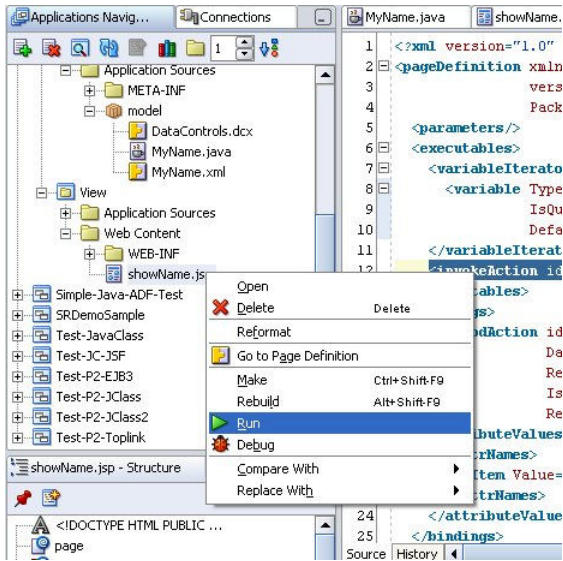 Applications Navig...
Connections
MyName.java
showName.
1
Application Sources
META-INF
model
DataControls.dcx
MyName.java
MyName.xml
View
Application Sources
Web Content
WEB-INF
showName.js
Simple-Java-ADF-Test
SRDemoSample
Test-JavaClass
Test-JC-JSF
Test-P2-EJB3
Test-P2-JClass
Test-P2-JClass2
Test-P2-Toplink
Open
Delete Delete
Reformat
Go to Page Definition
Make Ctrl+Shift-F9
Rebuild Alt+Shift-F9
Run
Debug
Compare With
Replace With
showName.jsp - Structure
<!DOCTYPE HTML PUBLIC ...
page
1 <?xml version="1.0"
2 <pageDefinition xmln
3 vers
4 Pack
5 <parameters/>
6 <executables>
7 <variableIterato
8 <variable Type
9 IsQu
10 Defa
11 </variableIterat
12 <invokeAction id
tables>
gs>
odAction id
Da
Re
Is
Re
ibuteValues
trNames>
Item Value=
ttrNames>
24 </attributeValue
25 </bindings>
Source History